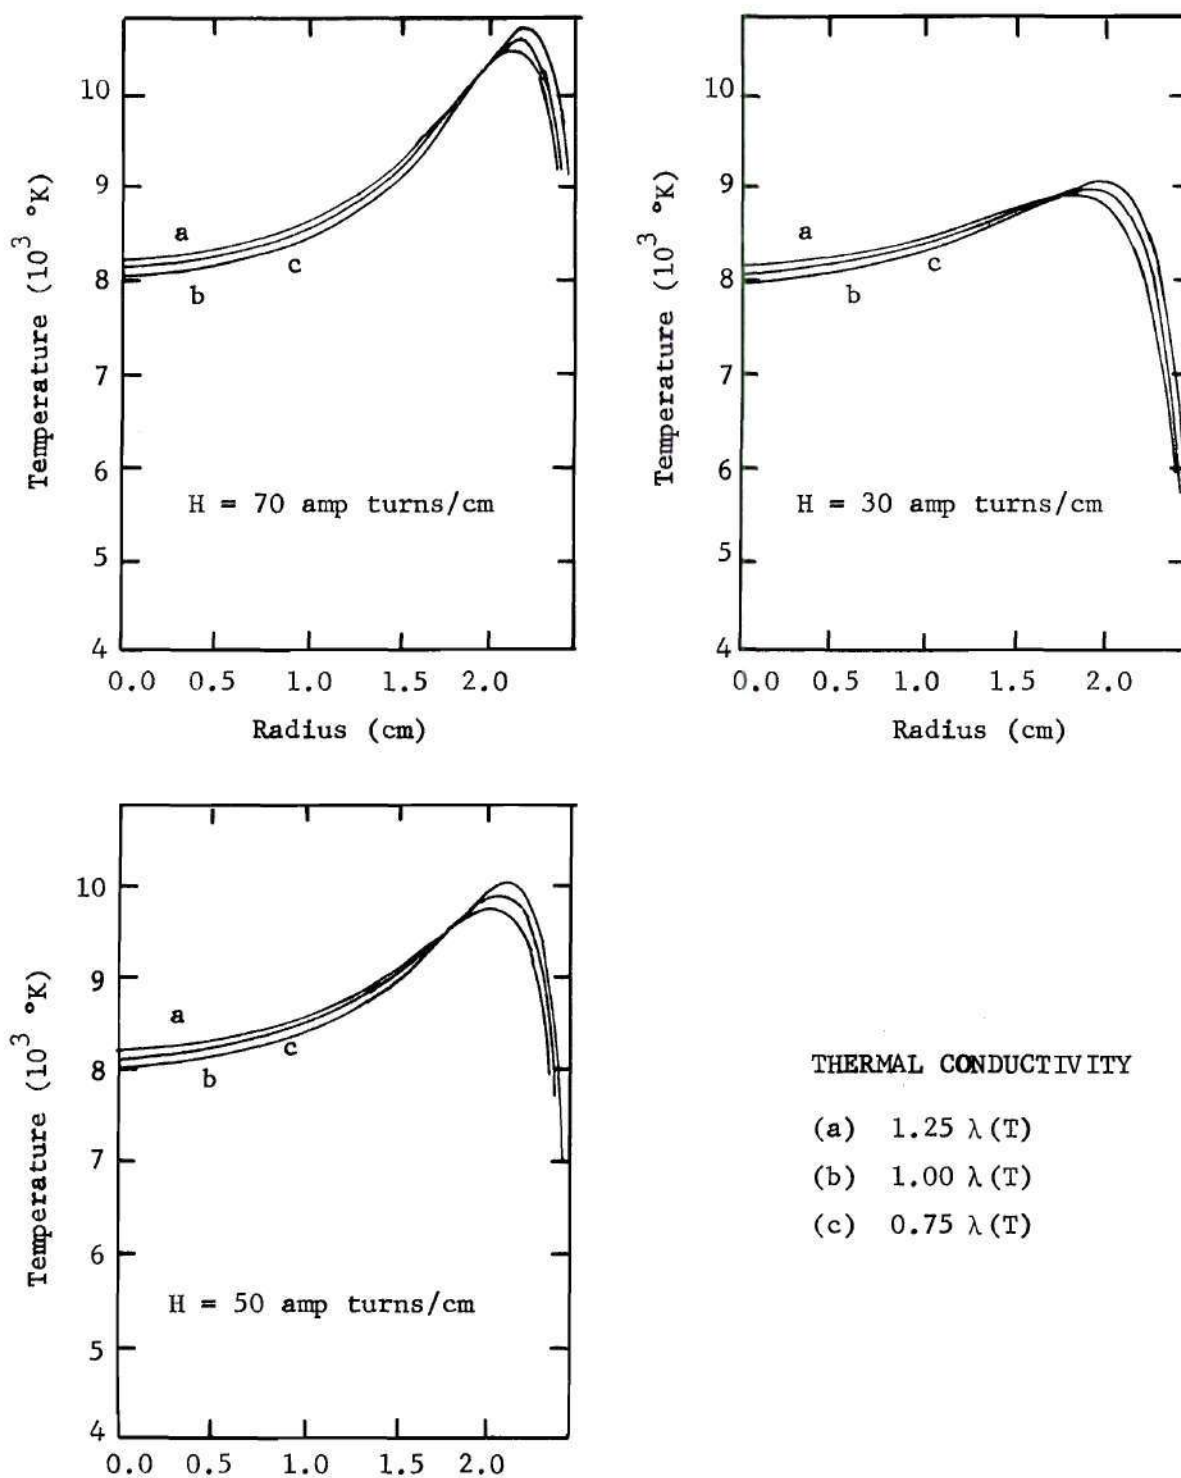 10
9
8
7
6
5
4
Temperature (10³ °K)
a
c
b
H = 70 amp turns/cm
0.0 0.5 1.0 1.5 2.0
Radius (cm)
10
9
8
7
6
5
4
Temperature (10³ °K)
a
c
b
H = 30 amp turns/cm
0.0 0.5 1.0 1.5 2.0
Radius (cm)
10
9
8
7
6
5
4
Temperature (10³ °K)
a
c
b
H = 50 amp turns/cm
0.0 0.5 1.0 1.5 2.0
THERMAL CONDUCTIVITY
(a) 1.25 λ(T)
(b) 1.00 λ(T)
(c) 0.75 λ(T)